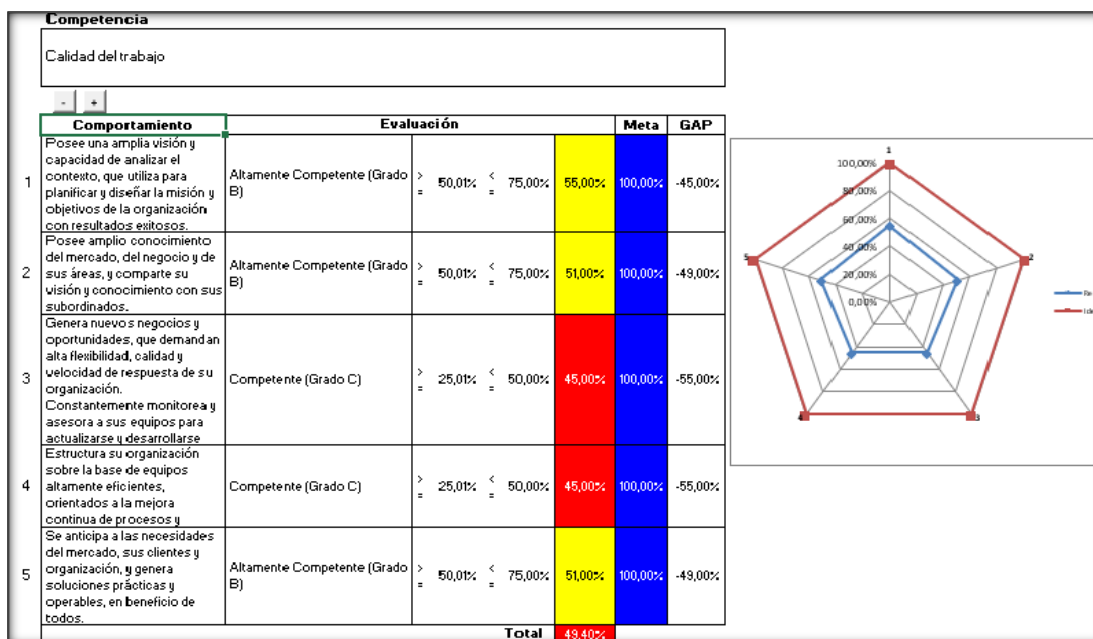 Competencia
Calidad del trabajo
- +
Comportamiento Evaluación Meta GAP
Posee una amplia visión y
capacidad de analizar el
contexto, que utiliza para
planificar y diseñar la misión y
objetivos de la organización
con resultados exitosos.
1 Altamente Competente (Grado
B) > = 50,01% < = 75,00% 55,00% 100,00% -45,00%
Posee amplio conocimiento
del mercado, del negocio y de
sus áreas, y comparte su
visión y conocimiento con sus
subordinados.
2 Altamente Competente (Grado
B) > = 50,01% < = 75,00% 51,00% 100,00% -49,00%
Genera nuevos negocios y
oportunidades, que demandan
alta flexibilidad, calidad y
velocidad de respuesta de su
organización.
Constantemente monitorea y
asesora a sus equipos para
actualizarse y desarrollarse
3 Competente (Grado C) > = 25,01% < = 50,00% 45,00% 100,00% -55,00%
Estructura su organización
sobre la base de equipos
altamente eficientes,
orientados a la mejora
continua de procesos y
4 Competente (Grado C) > = 25,01% < = 50,00% 45,00% 100,00% -55,00%
Se anticipa a las necesidades
del mercado, sus clientes y
organización, y genera
soluciones prácticas y
operables, en beneficio de
todos.
5 Altamente Competente (Grado
B) > = 50,01% < = 75,00% 51,00% 100,00% -49,00%
Total 49,40%
1
100,00%
80,00%
60,00%
40,00%
20,00%
0,00%
2
3
4
5
Re
Ide